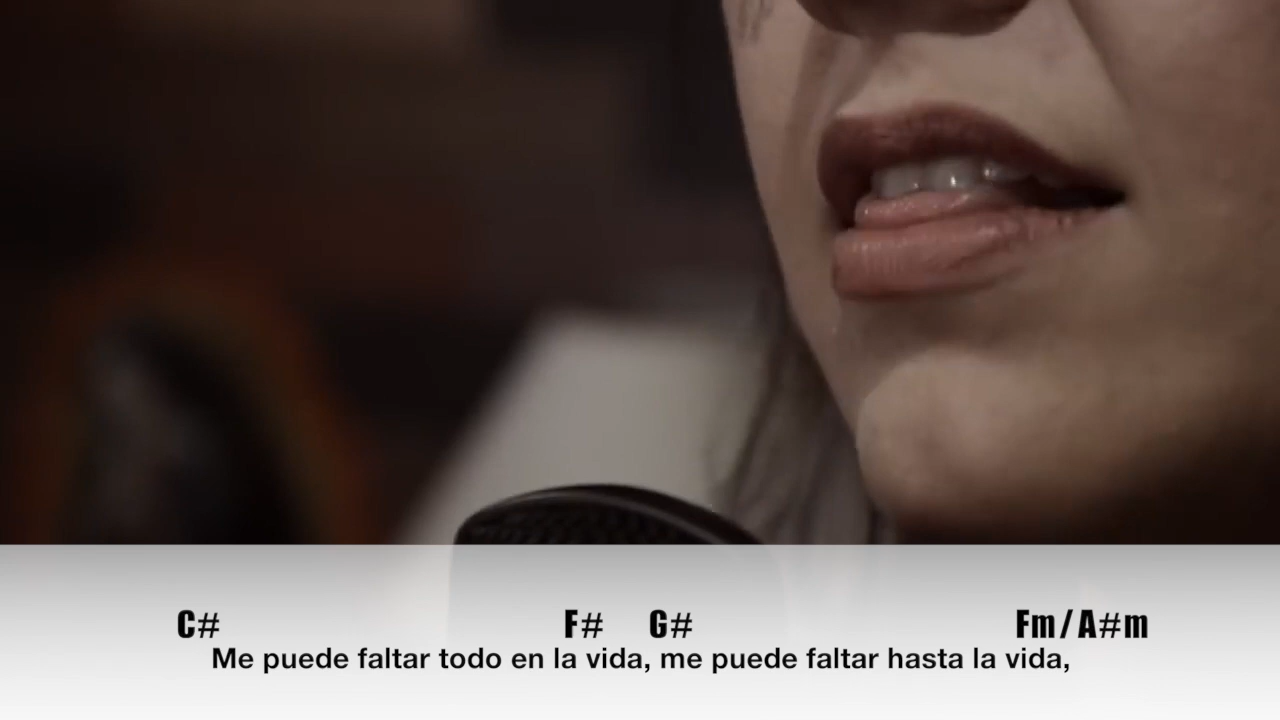 C# F# G# Fm/A#m
Me puede faltar todo en la vida, me puede faltar hasta la vida,